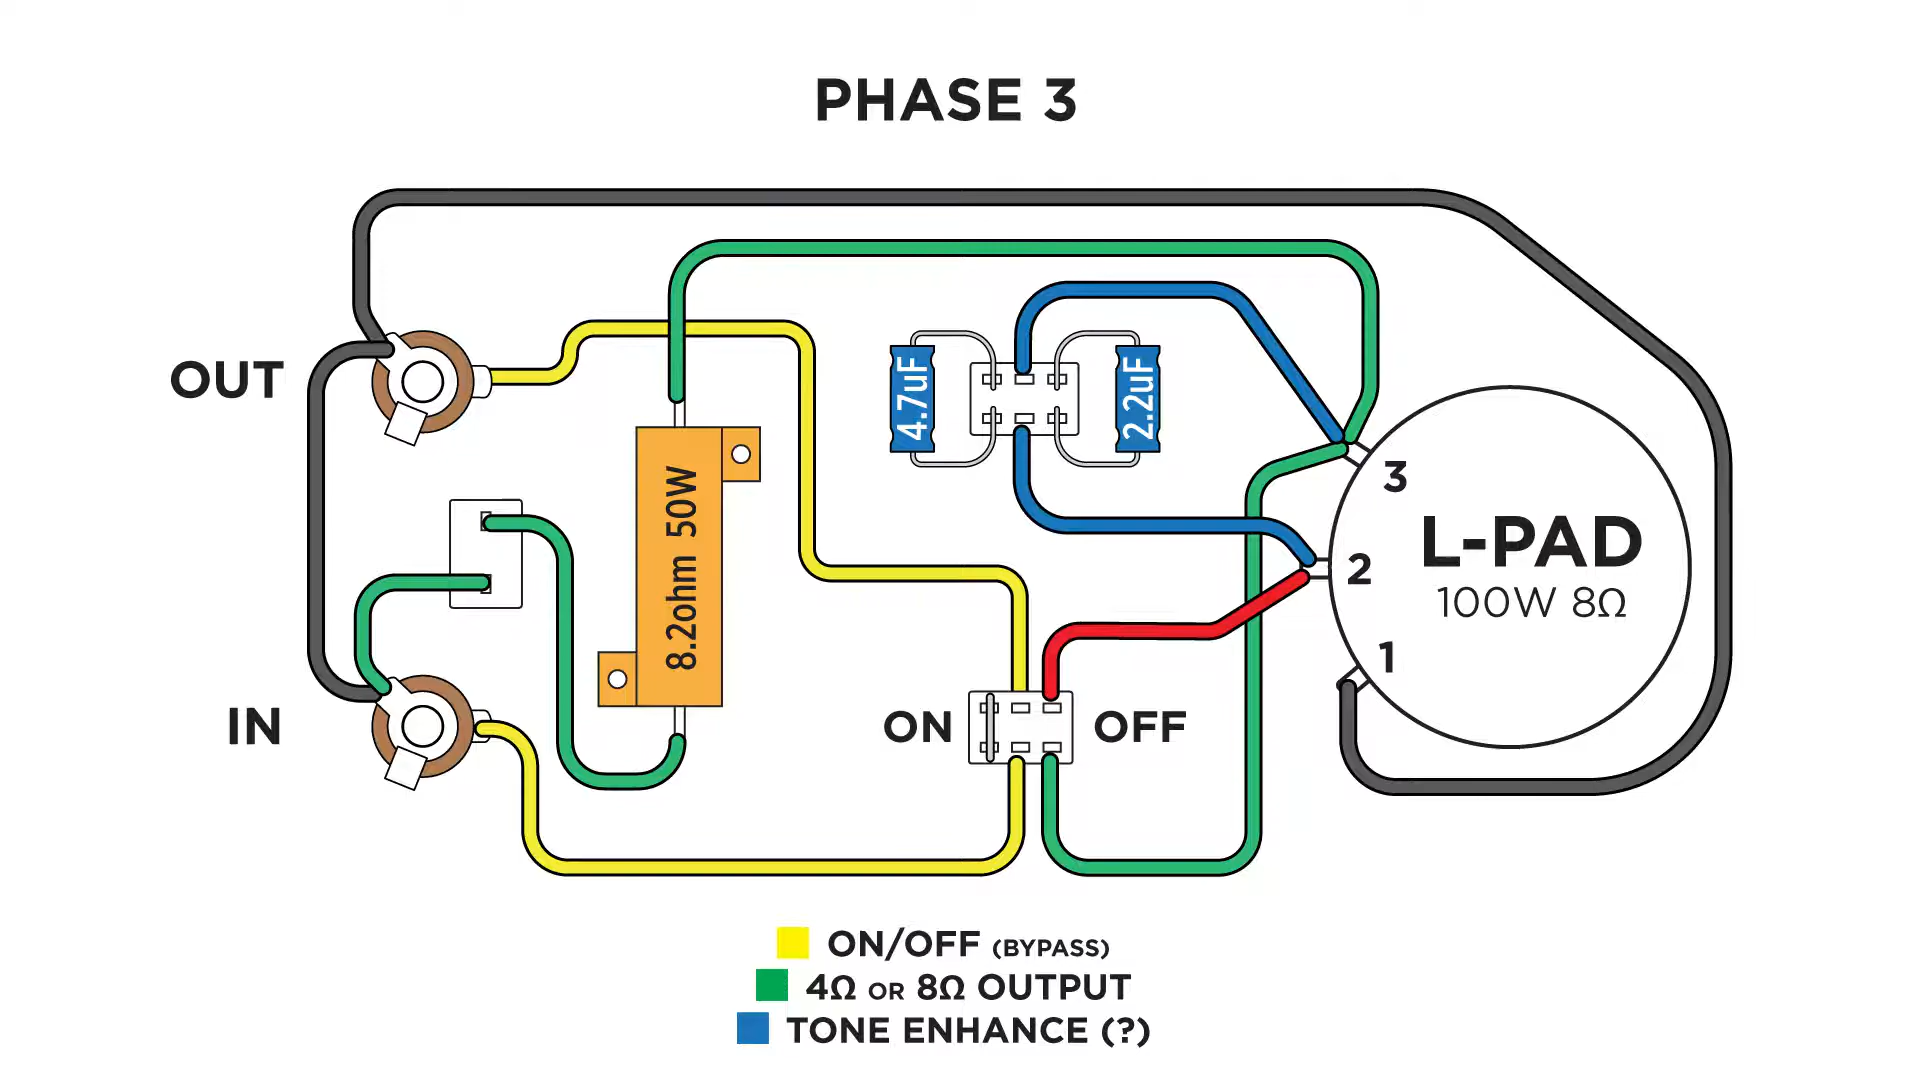 PHASE 3
OUT
4.7uF
2.2uF
8.2ohm 50W
3
L-PAD
2
100W 8Ω
1
IN
ON
OFF
ON/OFF (BYPASS)
4Ω OR 8Ω OUTPUT
TONE ENHANCE (?)